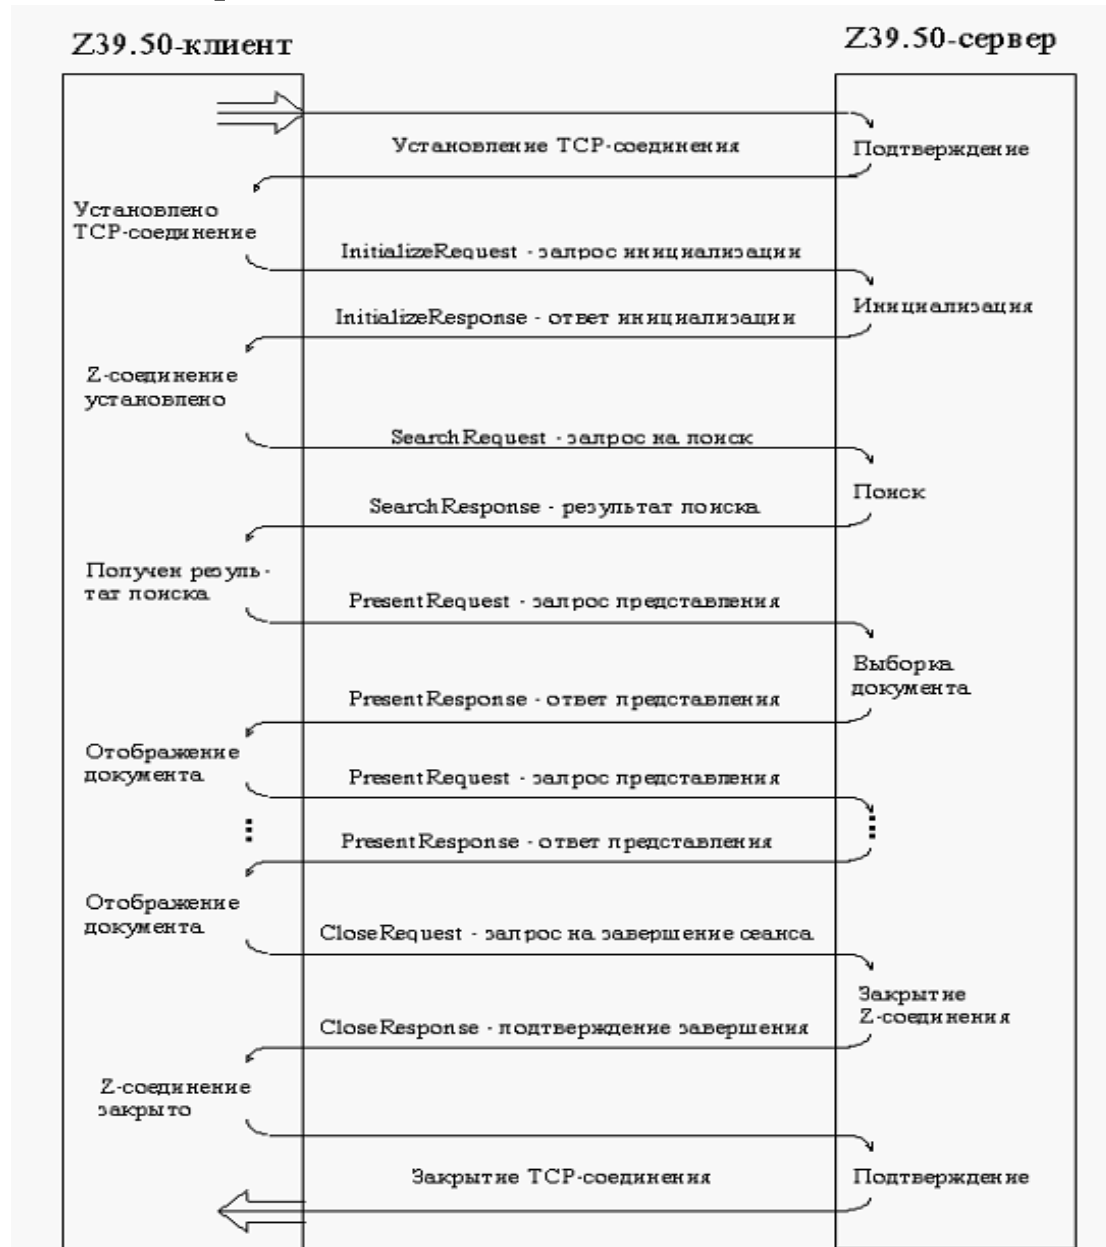 Z39.50-клиент
Z39.50-сервер
Установление TCP-соединения
Подтверждение
Установлено
TCP-соединение
InitializeRequest - запрос инициализации
Инициализация
InitializeResponse - ответ инициализации
Z-соединение
установлено
SearchRequest - запрос на поиск
Поиск
SearchResponse - результат поиска
Получен резуль-
тат поиска
PresentRequest - запрос представления
Выборка
документа
PresentResponse - ответ представления
Отображение
документа
PresentRequest - запрос представления
PresentResponse - ответ представления
Отображение
документа
CloseRequest - запрос на завершение сеанса
Закрытие
Z-соединения
CloseResponse - подтверждение завершения
Z-соединение
закрыто
Закрытие TCP-соединения
Подтверждение